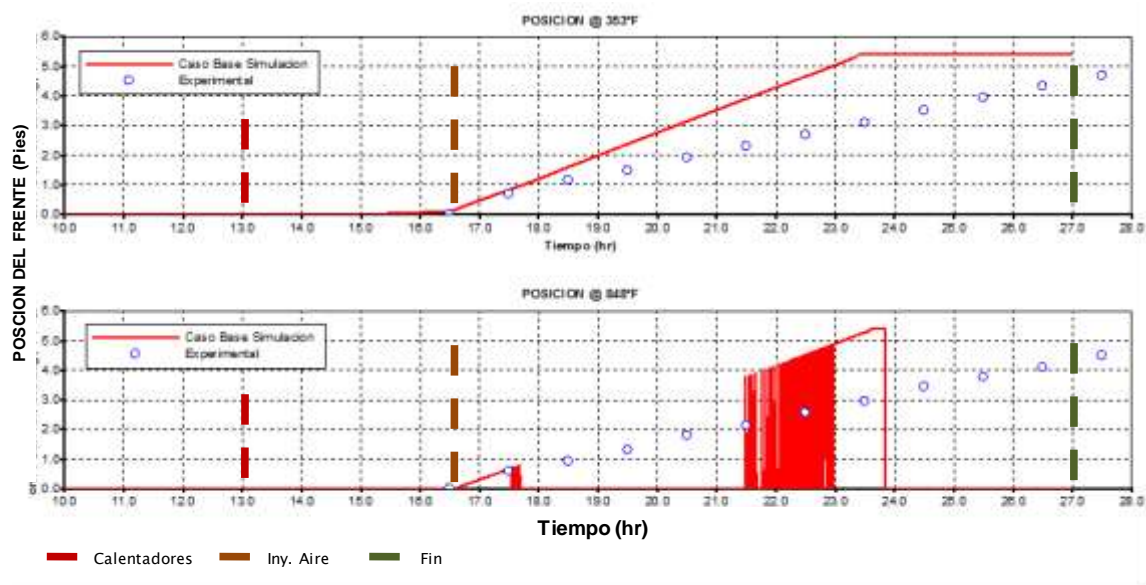 POSICION @ 353°F
6.0
Caso Base Simulacion
5.0
Experimental
4.0
3.0
2.0
1.0
0.0
10.0 11.0 12.0 13.0 14.0 15.0 16.0 17.0 18.0 19.0 20.0 21.0 22.0 23.0 24.0 25.0 26.0 27.0 28.0
Tiempo (hr)
POSCION DEL FRENTE (Pies)
POSICION @ 848°F
6.0
Caso Base Simulacion
5.0
Experimental
4.0
3.0
2.0
1.0
10.0 11.0 12.0 13.0 14.0 15.0 16.0 17.0 18.0 19.0 20.0 21.0 22.0 23.0 24.0 25.0 26.0 27.0 28.0
Tiempo (hr)
Calentadores Iny. Aire Fin